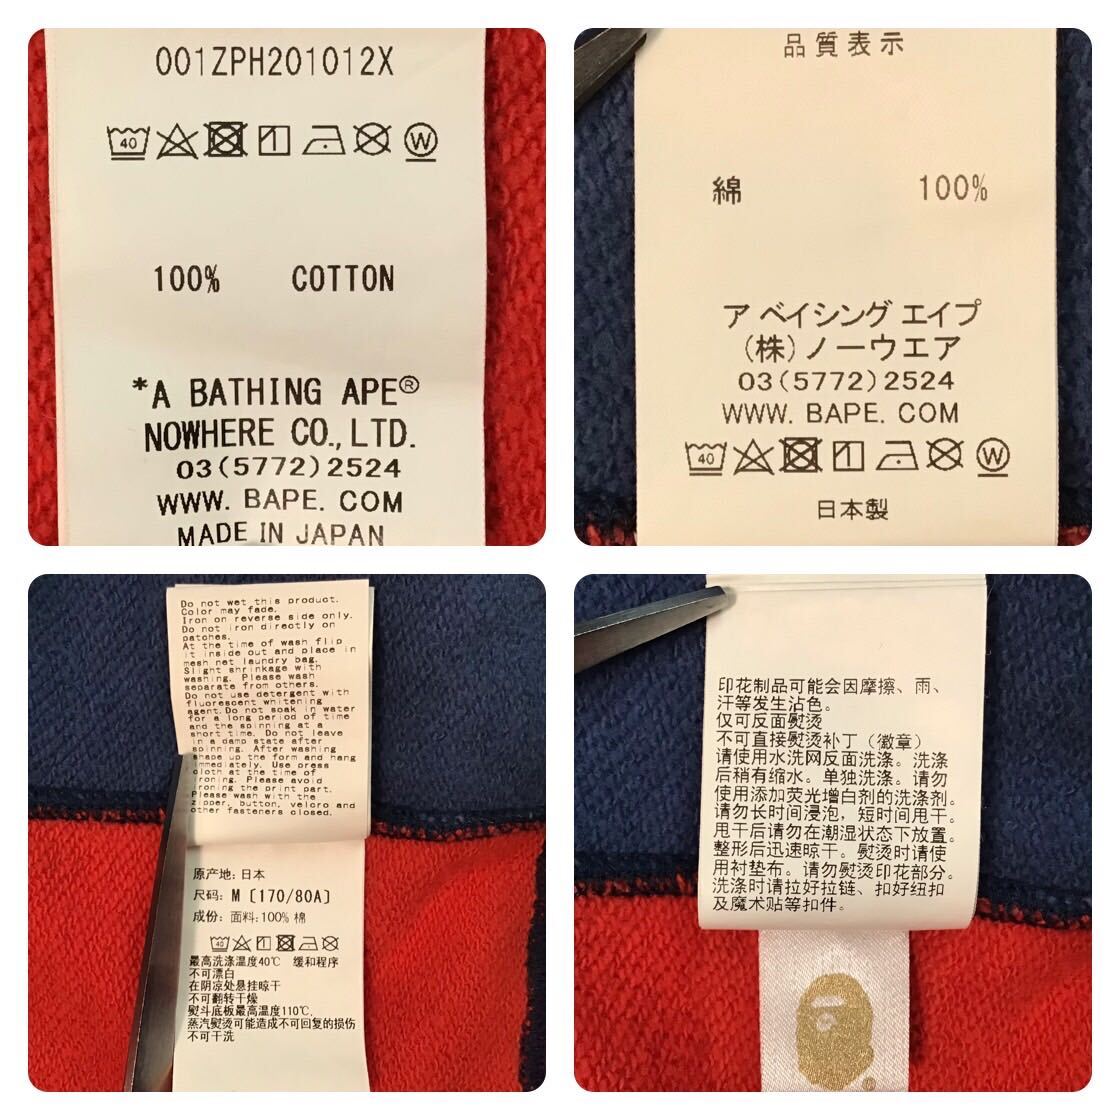 001ZPH201012X
40 1 W
100% COTTON
*A BATHING APE®
NOWHERE CO., LTD.
03(5772)2524
WWW. BAPE. COM
MADE IN JAPAN
品質表示
綿 100%
ア ベイシング エイプ
(株)ノーウエア
03(5772)2524
WWW. BAPE. COM
40 1 W
日本製
Do not wet this product.
Color may fade.
Iron on reverse side only.
Do not iron directly on
patches.
At the time of wash flip
it inside out and place in
mesh net laundry bag.
Slight shrinkage with
washing. Please wash
separate from others.
Do not use detergent with
fluorescent whitening
agent.Do not soak in water
for a long period of time
and the spinning at a
short time. Do not leave
in a damp state after
spinning. After washing
shape up the form and hang
immediately. Use press
cloth at the time of
ironing. Please avoid
ironing the print part.
Please wash with the
zipper, button, velcro and
other fasteners closed.
原产地: 日本
尺码: M [170/80A]
成份: 面料:100% 棉
40 1
最高洗涤温度40℃ 缓和程序
不可漂白
在阴凉处悬挂晾干
不可翻转干燥
熨斗底板最高温度110℃.
蒸汽熨烫可能造成不可回复的损伤
不可干洗
印花制品可能会因摩擦、雨、
汗等发生沾色。
仅可反面熨烫
不可直接熨烫补丁（徽章）
请使用水洗网反面洗涤。洗涤
后稍有缩水。单独洗涤。请勿
使用添加荧光增白剂的洗涤剂。
请勿长时间浸泡，短时间甩干。
甩干后请勿在潮湿状态下放置。
整形后迅速晾干。熨烫时请使
用衬垫布。请勿熨烫印花部分。
洗涤时请拉好拉链、扣好纽扣
及魔术贴等扣件。
®